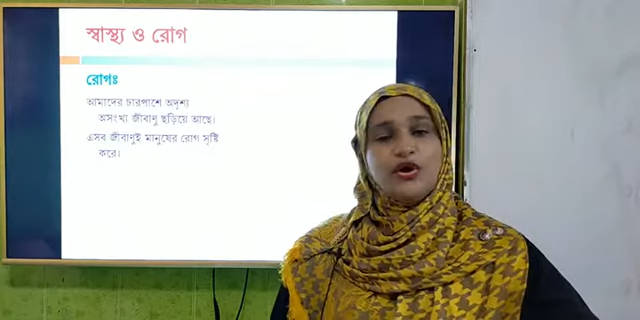 স্বাস্থ্য ও রোগ
রোগঃ
আমাদের চারপাশে অদৃশ্য
অসংখ্য জীবাণু ছড়িয়ে আছে।
এসব জীবাণুই মানুষের রোগ সৃষ্টি
করে।